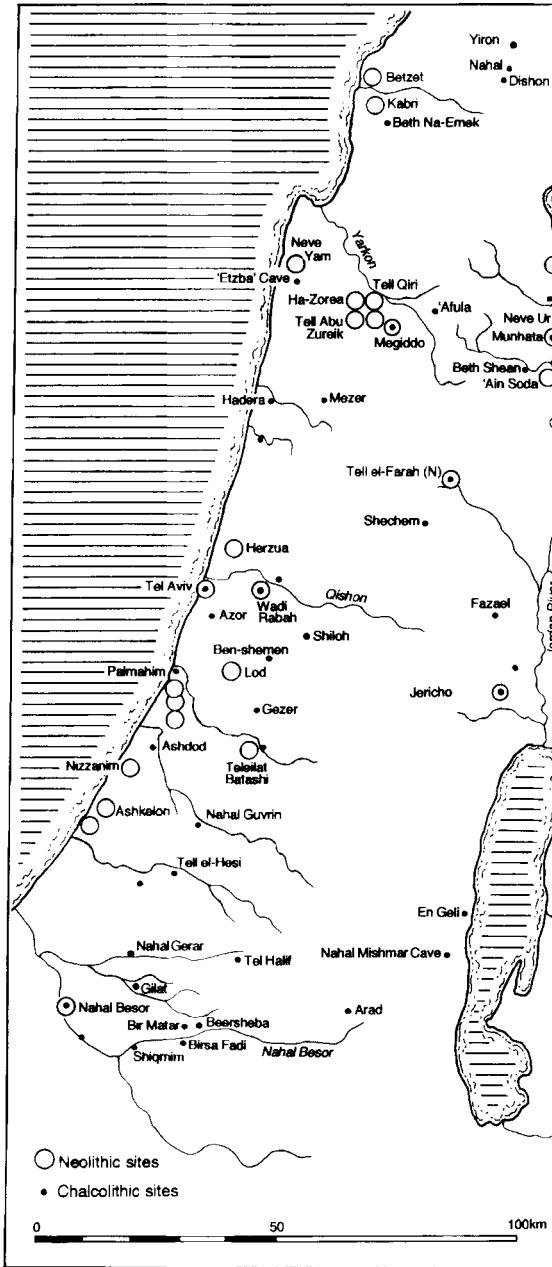 Yiron
Nahal
Dishon
Betzet
Kabri
Beth Na-Emek
Yarkon
Neve
Yam
'Etzba' Cave
Tell Qiri
Ha-Zorea
'Afula
Neve Ur
Tell Abu
Zureik
Munhata
Megiddo
Beth Shean
'Ain Soda
Hadera
Mezer
Tell el-Farah (N)
Shechem
Herzua
Tel Aviv
Wadi
Rabah
Qishon
Fazael
Azor
Shiloh
Ben-shemen
Palmahim
Lod
Jericho
Gezer
Ashdod
Nizzanim
Teleilat
Batashi
Ashkelon
Nahal Guvrin
Tell el-Hesi
En Geli
Nahal Gerar
Tel Halif
Nahal Mishmar Cave
Gilat
Nahal Besor
Arad
Bir Matar
Beersheba
Birsa Fadi
Nahal Besor
Shiqmim
Neolithic sites
Chalcolithic sites
0 50 100km